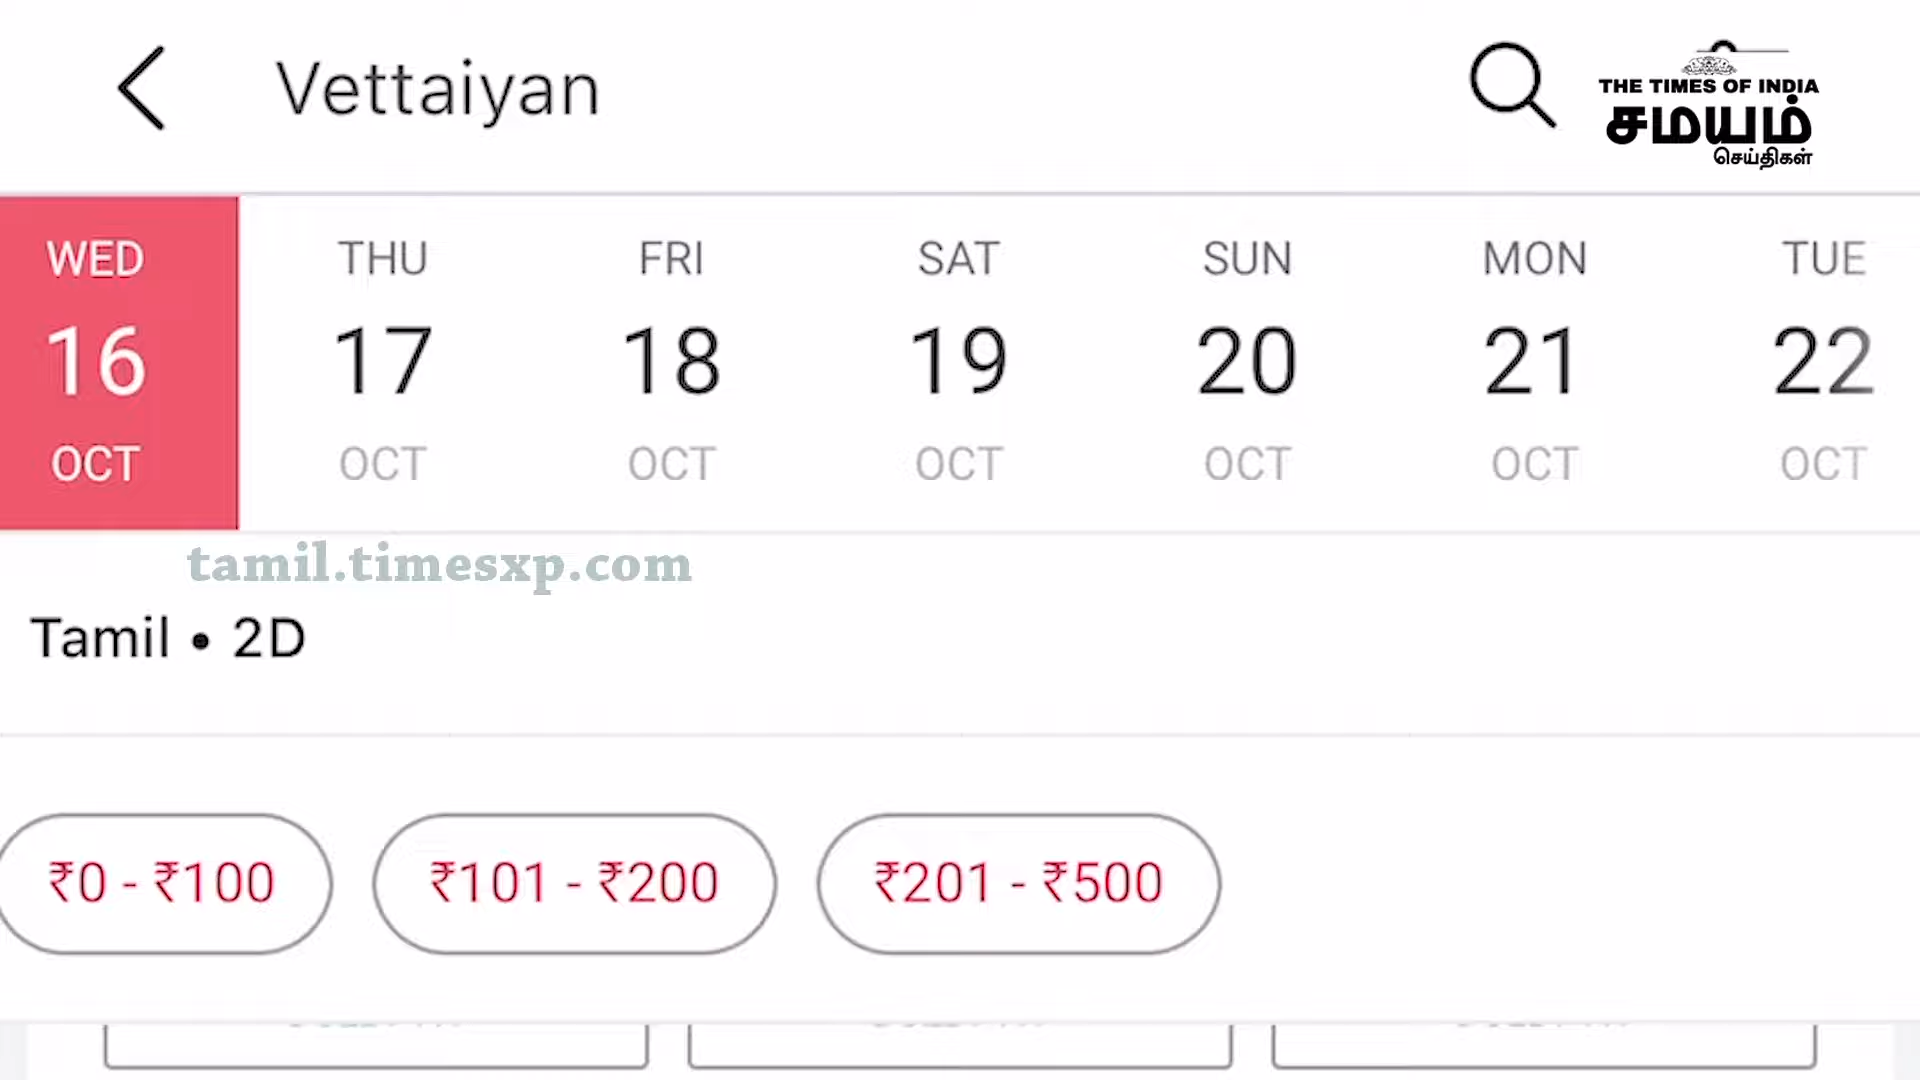 Vettaiyan
THE TIMES OF INDIA
சமயம்
செய்திகள்
WED THU FRI SAT SUN MON TUE
16 17 18 19 20 21 22
OCT OCT OCT OCT OCT OCT OCT
tamil.timesxp.com
Tamil • 2D
₹0 - ₹100 ₹101 - ₹200 ₹201 - ₹500